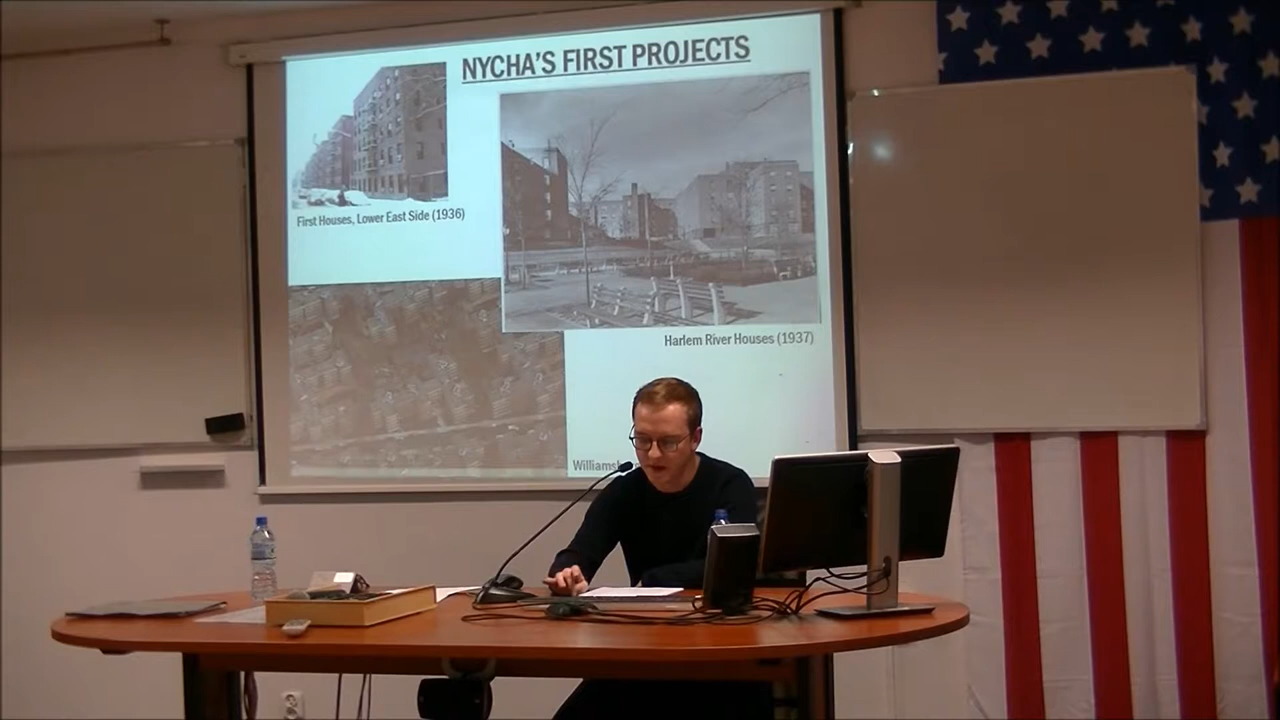 NYCHA'S FIRST PROJECTS
First Houses, Lower East Side (1936)
Harlem River Houses (1937)